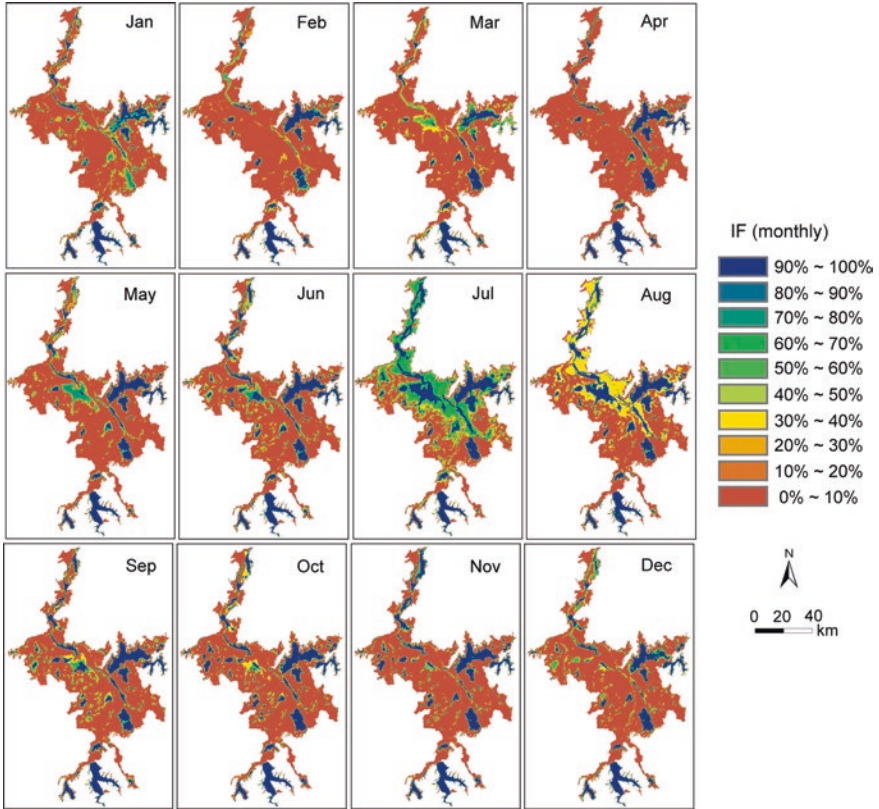 Jan
Feb
Mar
Apr
May
Jun
Jul
Aug
Sep
Oct
Nov
Dec
IF (monthly)
90% ~ 100%
80% ~ 90%
70% ~ 80%
60% ~ 70%
50% ~ 60%
40% ~ 50%
30% ~ 40%
20% ~ 30%
10% ~ 20%
0% ~ 10%
N
0 20 40
km